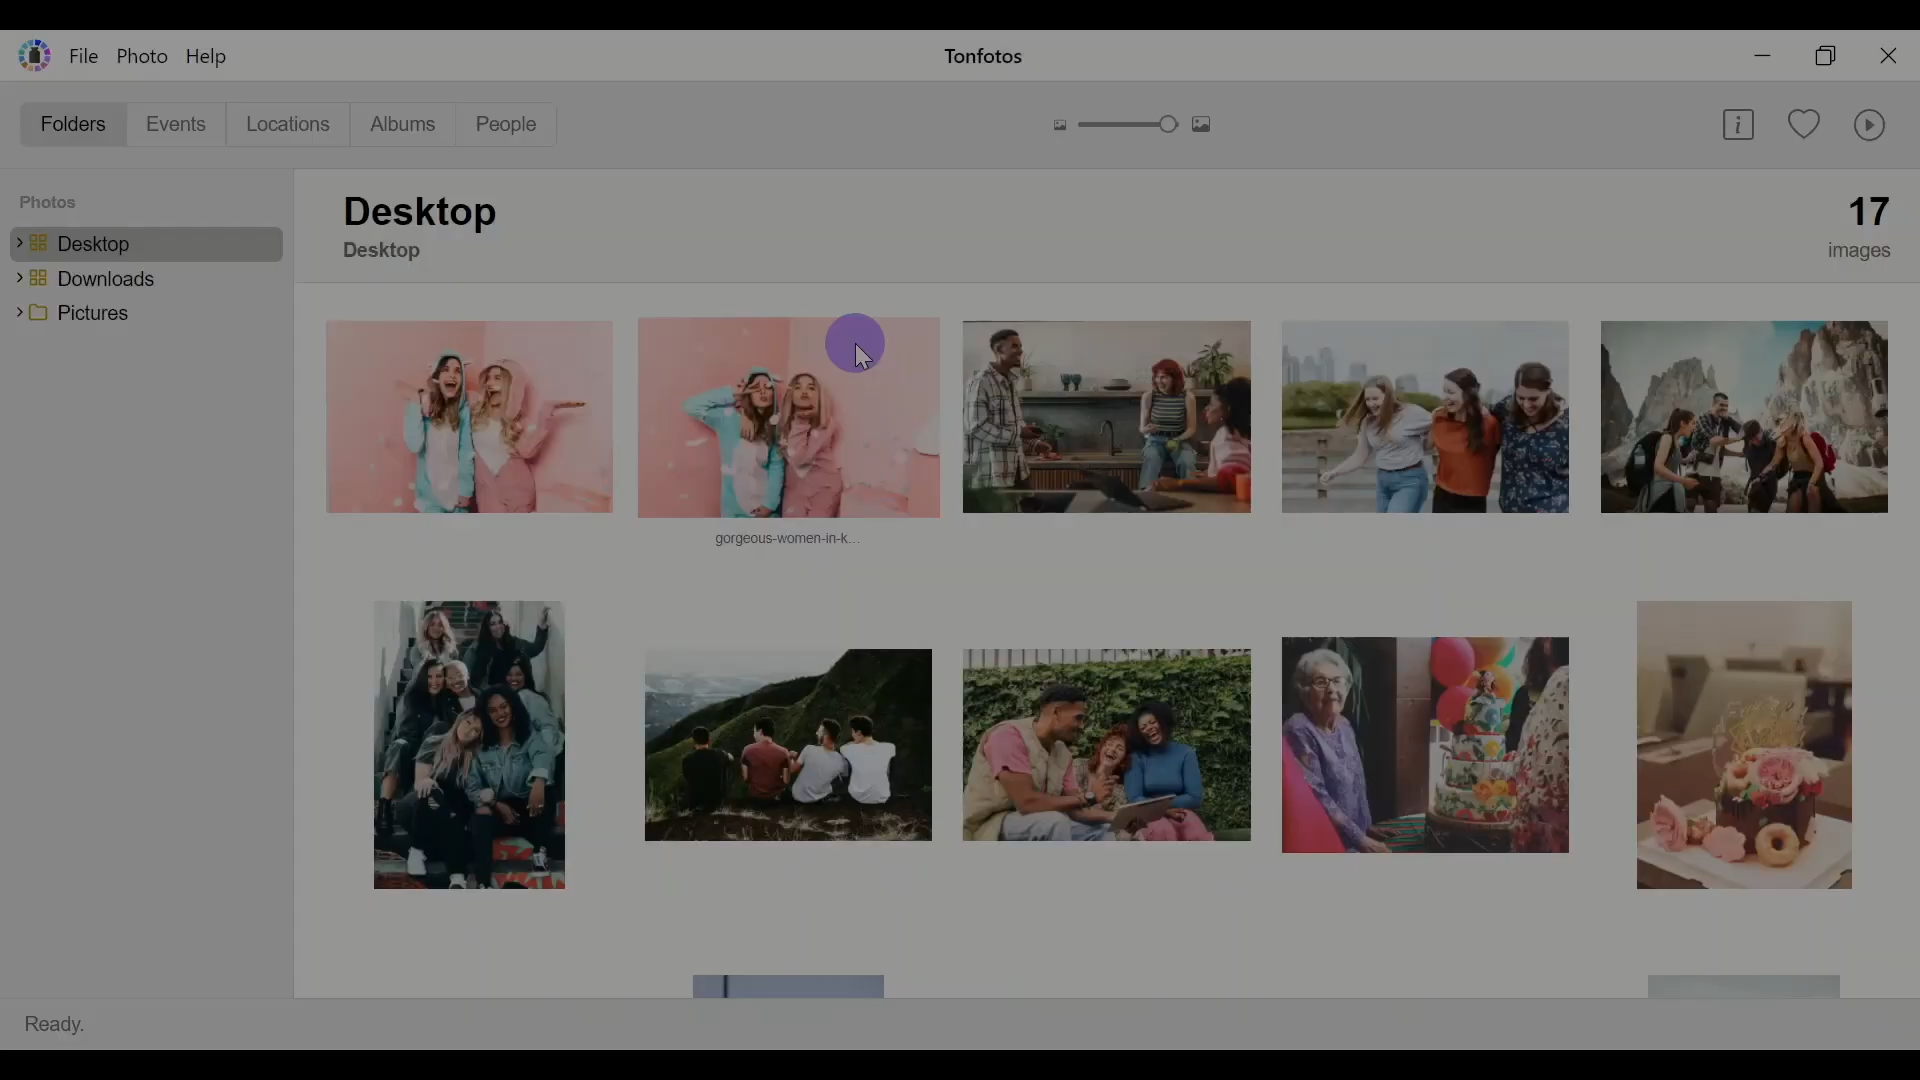 File Photo Help
Tonfotos
Folders Events Locations Albums People
Photos
Desktop
Downloads
Pictures
Desktop
Desktop
17
images
gorgeous-women-in-k...
Ready.